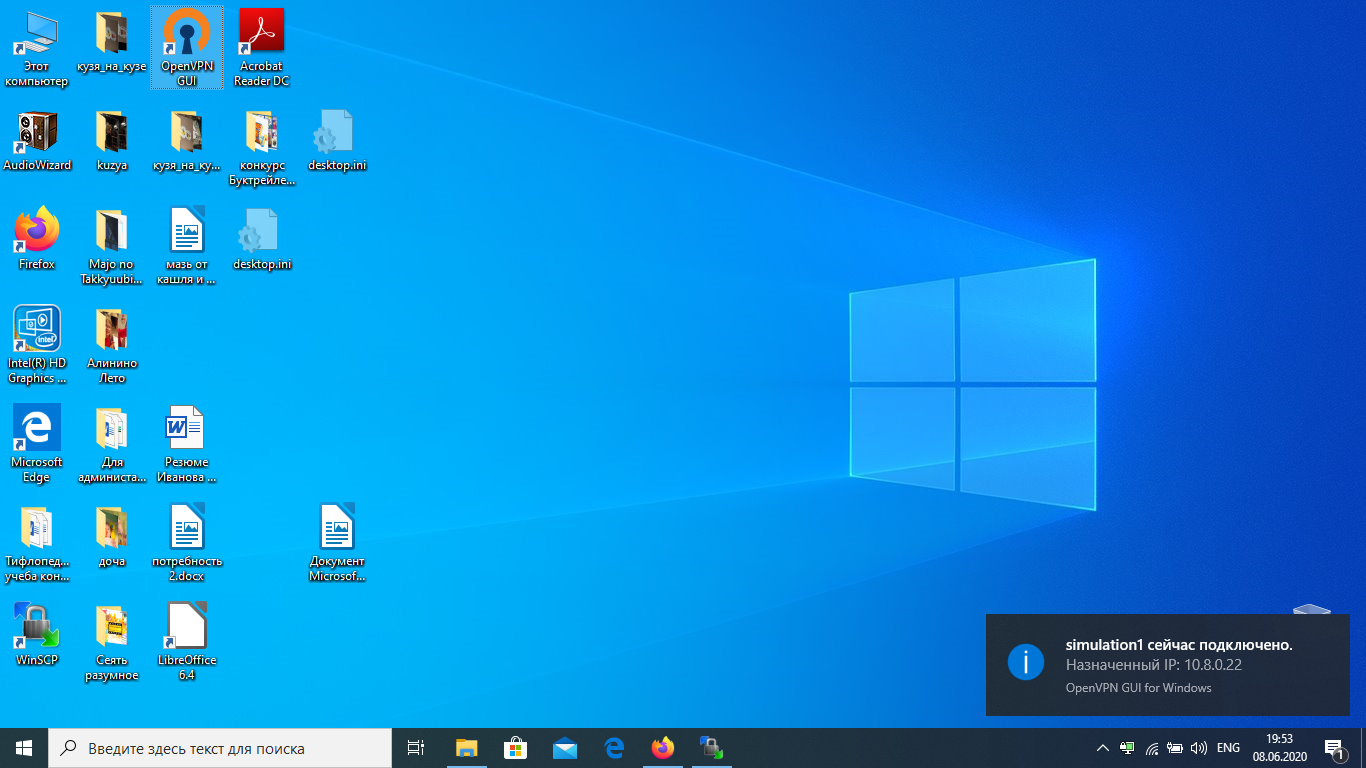 Этот
компьютер
кузя_на_кузе
OpenVPN
GUI
Acrobat
Reader DC
AudioWizard
kuzya
кузя_на_ку...
конкурс
Буктрейле...
desktop.ini
Firefox
Majo no
Takkyuubi...
мазь от
кашля и ...
desktop.ini
Intel(R) HD
Graphics ...
Алинино
Лето
Microsoft
Edge
Для
администа...
Резюме
Иванова ...
Тифлопед...
учеба кон...
доча
потребность
2.docx
Документ
Microsof...
WinSCP
Сеять
разумное
LibreOffice
6.4
simulation1 сейчас подключено.
Назначенный IP: 10.8.0.22
OpenVPN GUI for Windows
Введите здесь текст для поиска
ENG
19:53
08.06.2020
1